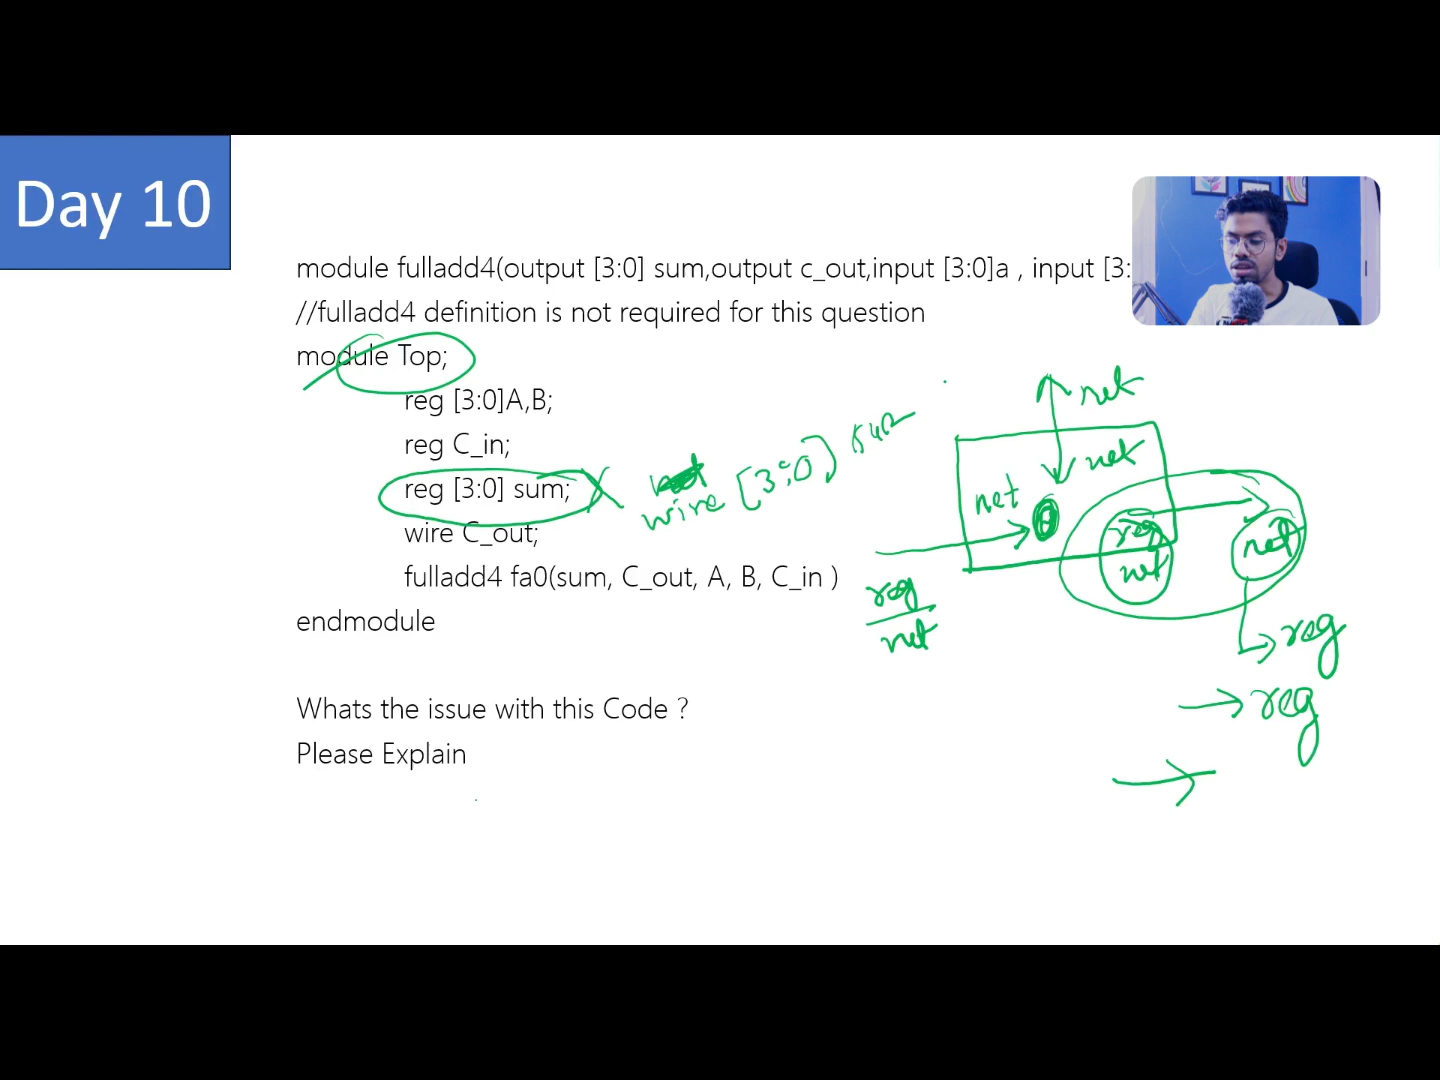 Day 10
module fulladd4(output [3:0] sum,output c_out,input [3:0]a , input [3:
//fulladd4 definition is not required for this question
module Top;
reg [3:0]A,B;
reg C_in;
reg [3:0] sum;
wire [3:0] sum
wire C_out;
fulladd4 fa0(sum, C_out, A, B, C_in )
endmodule
Whats the issue with this Code ?
Please Explain
net
net
net
reg
net
net
reg
net
reg
reg